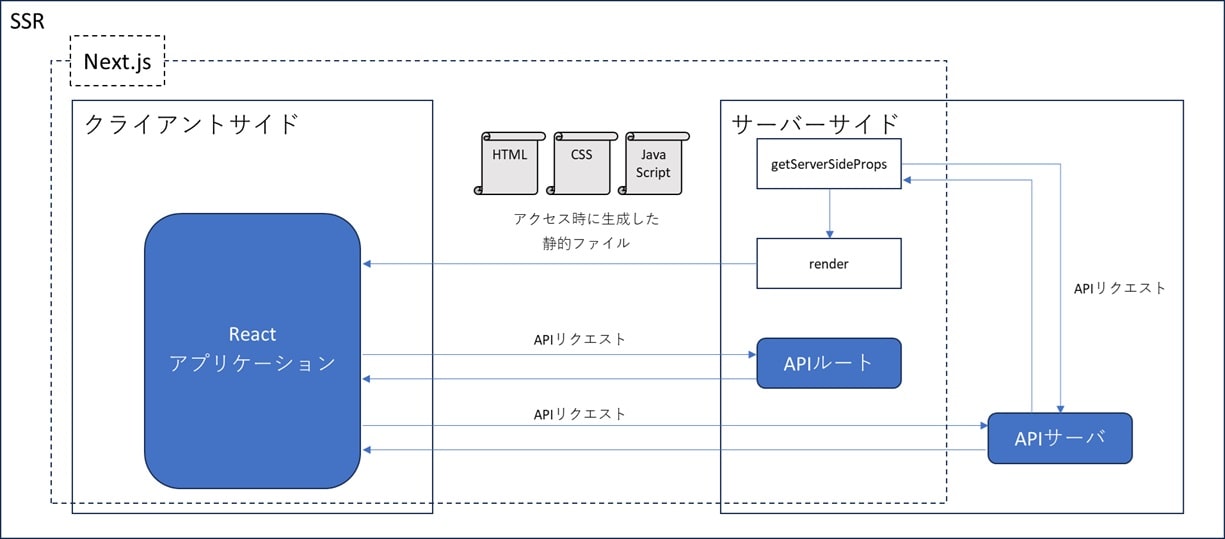 SSR
Next.js
クライアントサイド
サーバーサイド
HTML
CSS
Java
Script
アクセス時に生成した
静的ファイル
getServerSideProps
render
APIリクエスト
React
アプリケーション
APIリクエスト
APIルート
APIリクエスト
APIサーバ